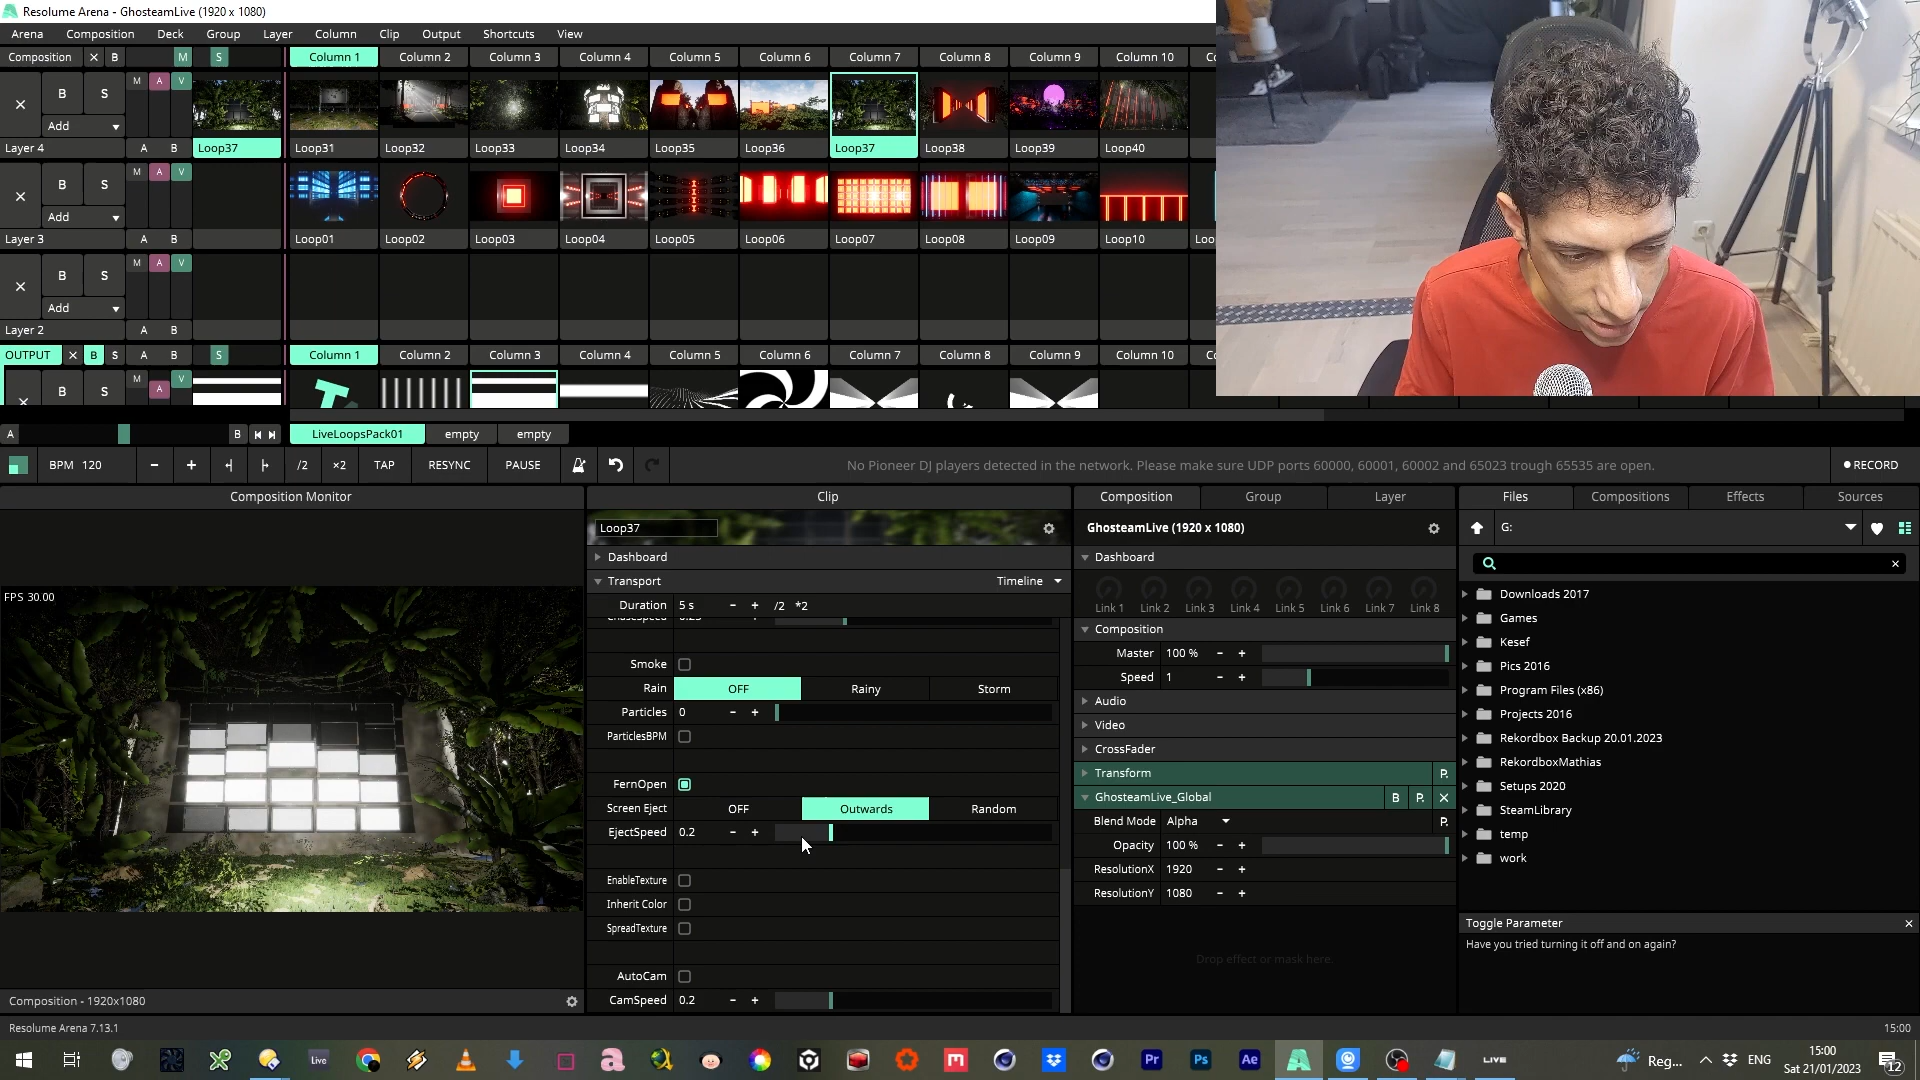 Resolume Arena - GhosteamLive (1920 x 1080)
Arena Composition Deck Group Layer Column Clip Output Shortcuts View
Composition X B M S Column 1 Column 2 Column 3 Column 4 Column 5 Column 6 Column 7 Column 8 Column 9 Column 10 Co
M A V
B S
Add
Layer 4 A B Loop37 Loop31 Loop32 Loop33 Loop34 Loop35 Loop36 Loop37 Loop38 Loop39 Loop40
M A V
B S
Add
Layer 3 A B Loop01 Loop02 Loop03 Loop04 Loop05 Loop06 Loop07 Loop08 Loop09 Loop10 Loo
M A V
B S
Add
Layer 2 A B
OUTPUT X B S A B S Column 1 Column 2 Column 3 Column 4 Column 5 Column 6 Column 7 Column 8 Column 9 Column 10 Co
M A V
B S
A B LiveLoopsPack01 empty empty
BPM 120 - + /2 ×2 TAP RESYNC PAUSE No Pioneer DJ players detected in the network. Please make sure UDP ports 60000, 60001, 60002 and 65023 trough 65535 are open. RECORD
Composition Monitor
FPS 30.00
Composition - 1920x1080
Clip
Loop37
Dashboard
Transport Timeline
Duration 5 s - + /2 *2
Smoke
Rain OFF Rainy Storm
Particles 0 - +
ParticlesBPM
FernOpen
Screen Eject OFF Outwards Random
EjectSpeed 0.2 - +
EnableTexture
Inherit Color
SpreadTexture
AutoCam
CamSpeed 0.2 - +
Composition Group Layer
GhosteamLive (1920 x 1080)
Dashboard
Link 1 Link 2 Link 3 Link 4 Link 5 Link 6 Link 7 Link 8
Composition
Master 100 % - +
Speed 1 - +
Audio
Video
CrossFader
Transform P.
GhosteamLive_Global B P. X
Blend Mode Alpha P.
Opacity 100 % - +
ResolutionX 1920 - +
ResolutionY 1080 - +
Drop effect or mask here
Files Compositions Effects Sources
G:
Downloads 2017
Games
Kesef
Pics 2016
Program Files (x86)
Projects 2016
Rekordbox Backup 20.01.2023
RekordboxMathias
Setups 2020
SteamLibrary
temp
work
Toggle Parameter
Have you tried turning it off and on again?
Resolume Arena 7.13.1 15:00
Live Pr Ps Ae LIVE Reg... ENG 15:00
Sat 21/01/2023 12